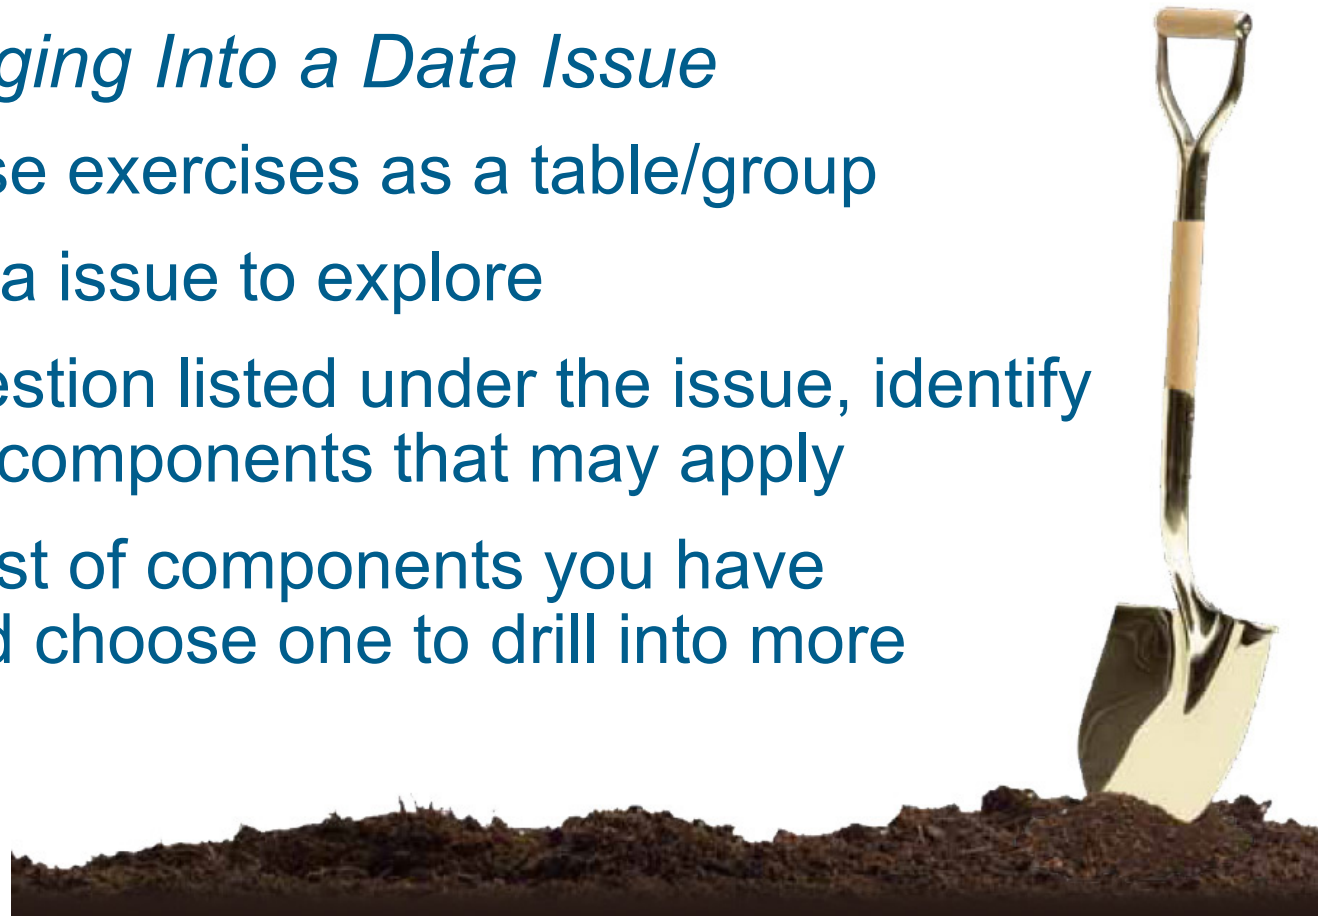 ging Into a Data Issue
se exercises as a table/group
a issue to explore
estion listed under the issue, identify
components that may apply
st of components you have
d choose one to drill into more